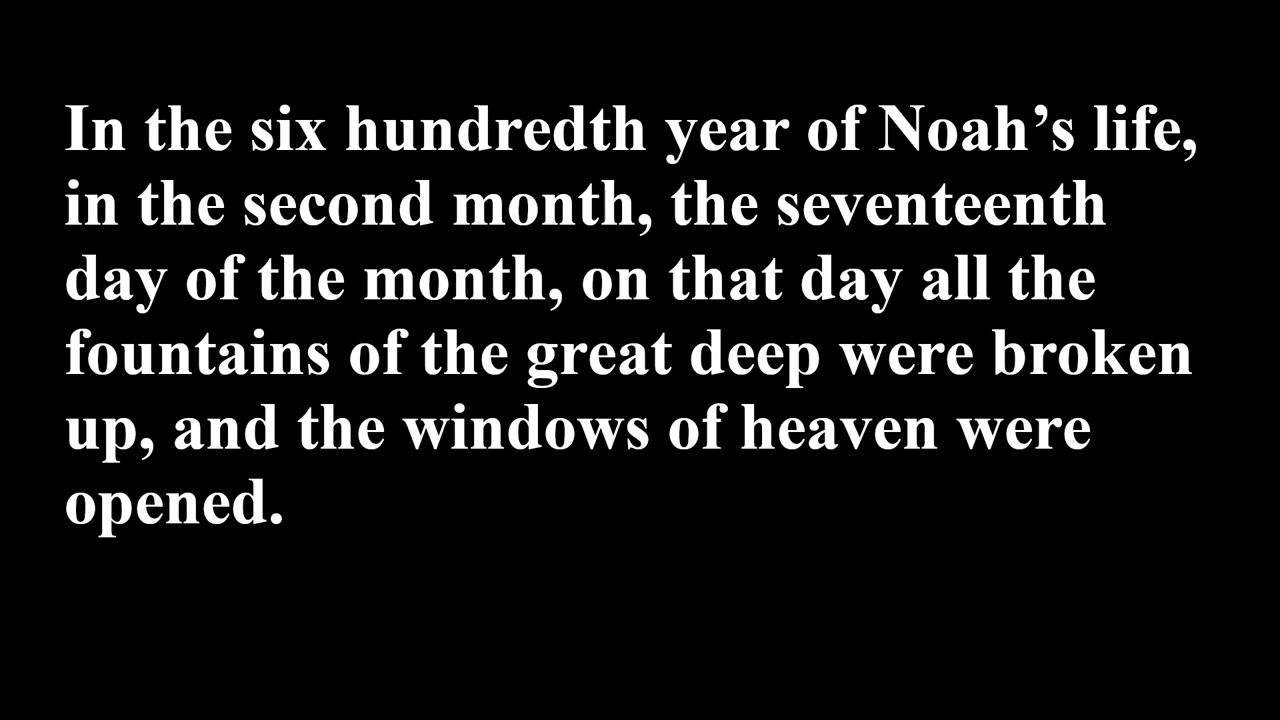 In the six hundredth year of Noah’s life,
in the second month, the seventeenth
day of the month, on that day all the
fountains of the great deep were broken
up, and the windows of heaven were
opened.